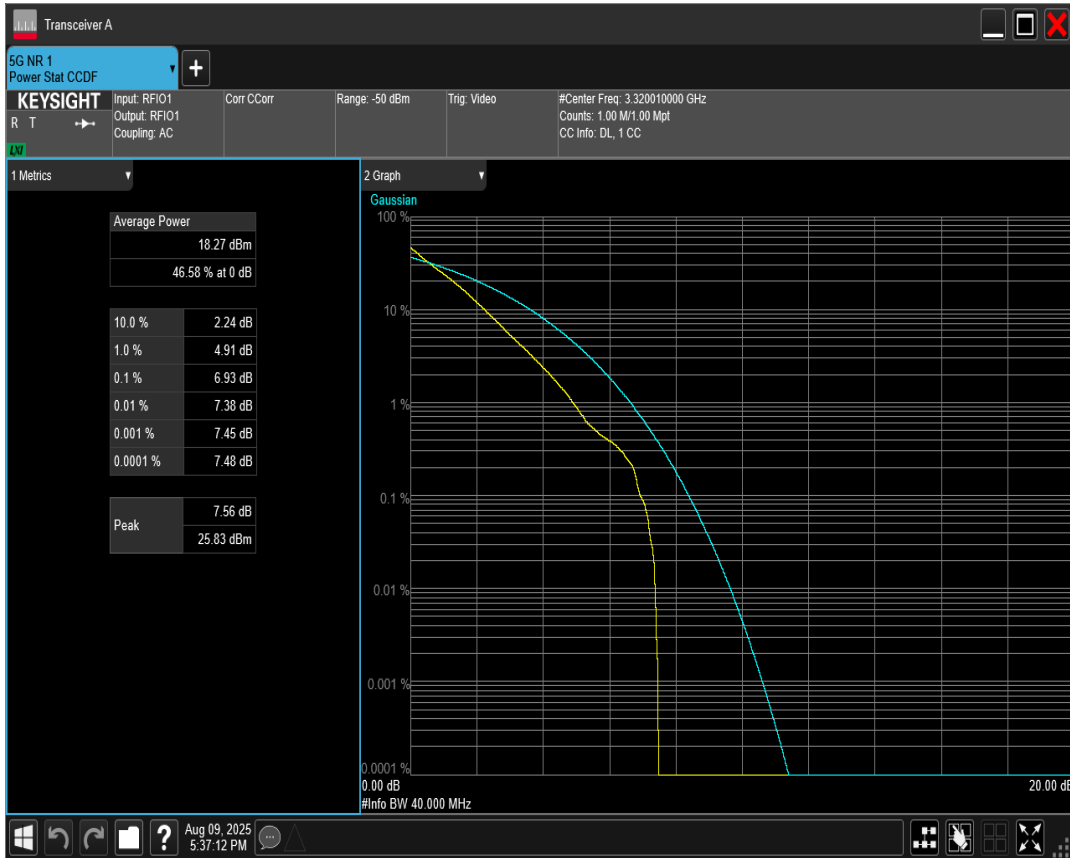 Transceiver A
5G NR 1
Power Stat CCDF
KEYSIGHT
R T
LXI
Input: RFIO1
Output: RFIO1
Coupling: AC
Corr CCorr
Range: -50 dBm
Trig: Video
#Center Freq: 3.320010000 GHz
Counts: 1.00 M/1.00 Mpt
CC Info: DL, 1 CC
1 Metrics
Average Power
18.27 dBm
46.58 % at 0 dB
10.0 % 2.24 dB
1.0 % 4.91 dB
0.1 % 6.93 dB
0.01 % 7.38 dB
0.001 % 7.45 dB
0.0001 % 7.48 dB
Peak 7.56 dB
25.83 dBm
2 Graph
Gaussian
100 %
10 %
1 %
0.1 %
0.01 %
0.001 %
0.0001 %
0.00 dB 20.00 dB
#Info BW 40.000 MHz
? Aug 09, 2025
5:37:12 PM